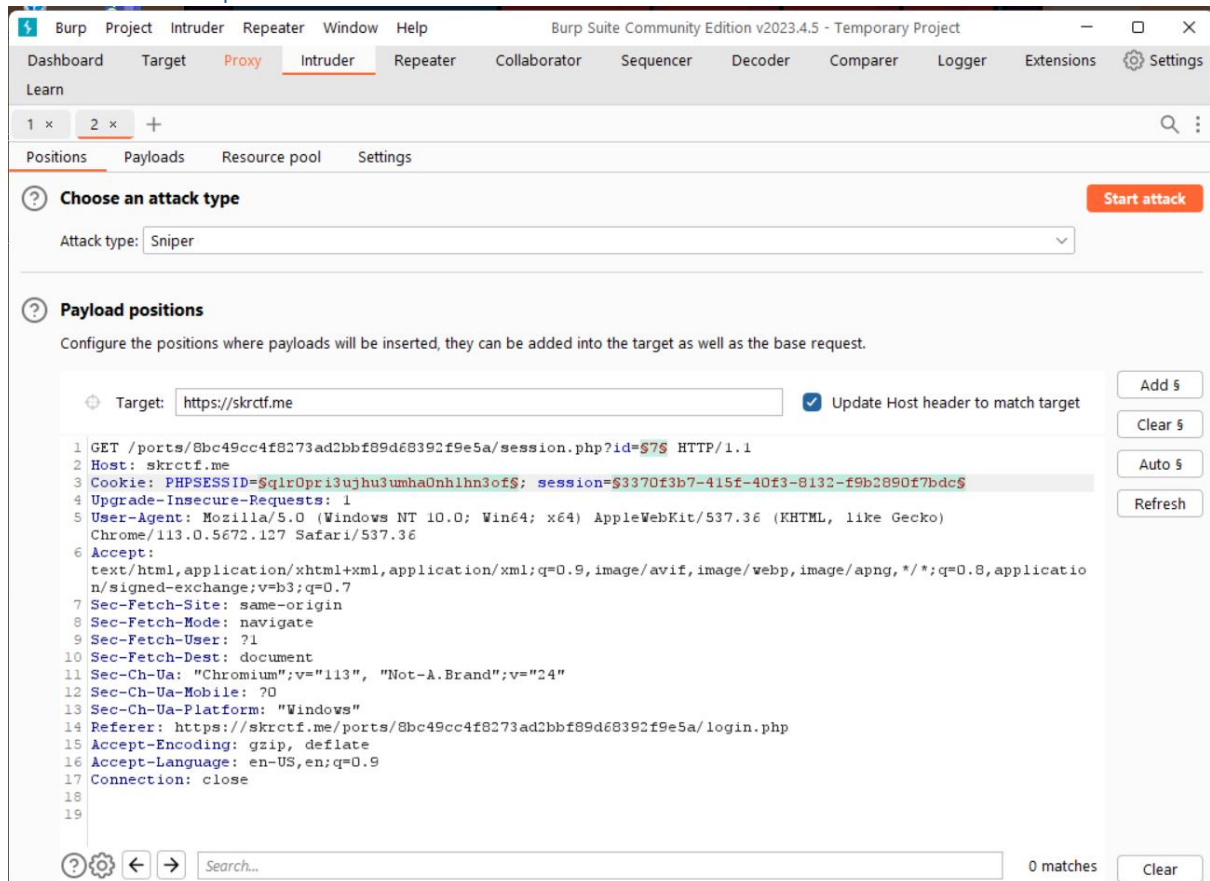 Burp Project Intruder Repeater Window Help Burp Suite Community Edition v2023.4.5 - Temporary Project
Dashboard Target Proxy Intruder Repeater Collaborator Sequencer Decoder Comparer Logger Extensions Settings
Learn
1 × 2 × +
Positions Payloads Resource pool Settings
? Choose an attack type Start attack
Attack type: Sniper
? Payload positions
Configure the positions where payloads will be inserted, they can be added into the target as well as the base request.
Add §
Target: https://skrctf.me Update Host header to match target
Clear §
1 GET /ports/8bc49cc4f8273ad2bbf89d68392f9e5a/session.php?id=§7§ HTTP/1.1
2 Host: skrctf.me
Auto §
3 Cookie: PHPSESSID=§qlr0pri3ujhu3umha0nhlhn3of§; session=§3370f3b7-415f-40f3-8132-f9b2890f7bdc§
4 Upgrade-Insecure-Requests: 1
Refresh
5 User-Agent: Mozilla/5.0 (Windows NT 10.0; Win64; x64) AppleWebKit/537.36 (KHTML, like Gecko)
Chrome/113.0.5672.127 Safari/537.36
6 Accept:
text/html,application/xhtml+xml,application/xml;q=0.9,image/avif,image/webp,image/apng,*/*;q=0.8,applicatio
n/signed-exchange;v=b3;q=0.7
7 Sec-Fetch-Site: same-origin
8 Sec-Fetch-Mode: navigate
9 Sec-Fetch-User: ?1
10 Sec-Fetch-Dest: document
11 Sec-Ch-Ua: "Chromium";v="113", "Not-A.Brand";v="24"
12 Sec-Ch-Ua-Mobile: ?0
13 Sec-Ch-Ua-Platform: "Windows"
14 Referer: https://skrctf.me/ports/8bc49cc4f8273ad2bbf89d68392f9e5a/login.php
15 Accept-Encoding: gzip, deflate
16 Accept-Language: en-US,en;q=0.9
17 Connection: close
18
19
? Search... 0 matches Clear